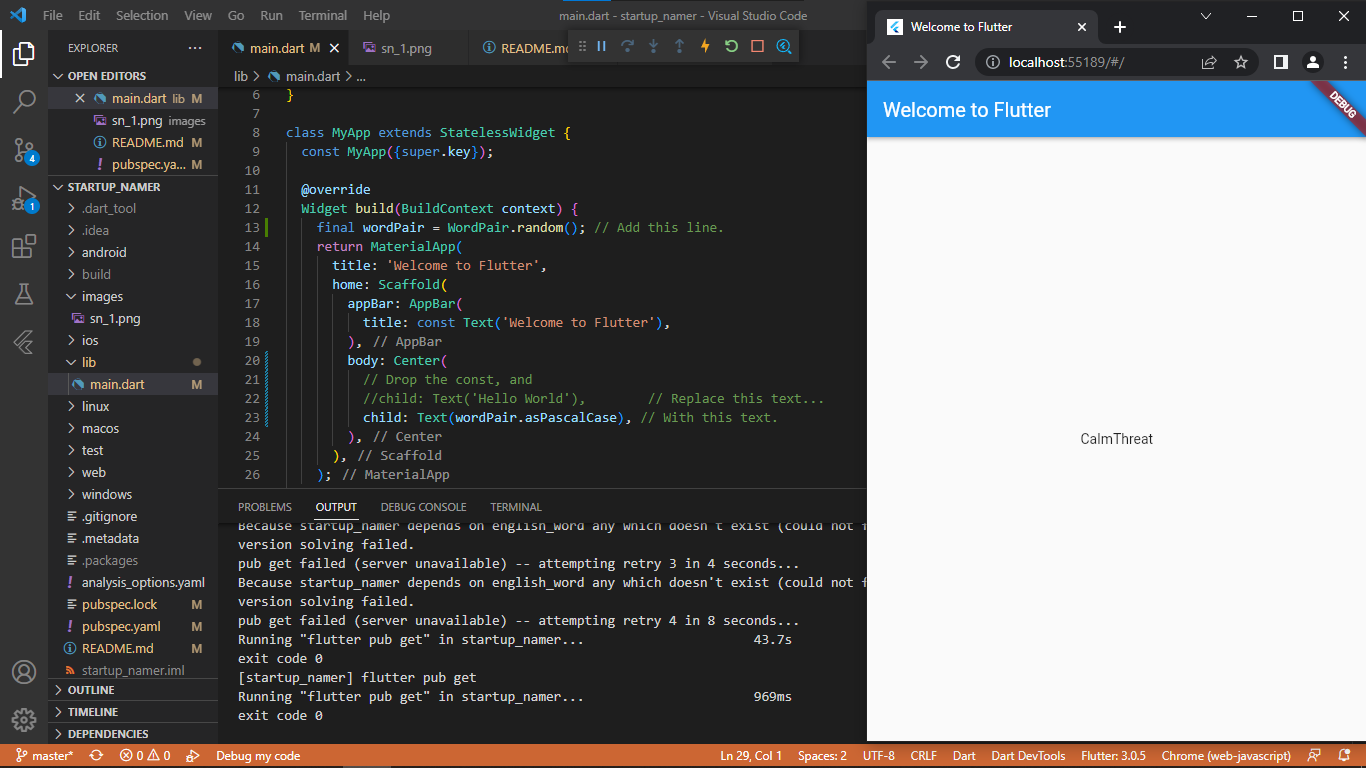 File Edit Selection View Go Run Terminal Help
main.dart - startup_namer - Visual Studio Code
EXPLORER
OPEN EDITORS
main.dart lib M
sn_1.png images
README.md M
pubspec.ya... M
STARTUP_NAMER
.dart_tool
.idea
android
build
images
sn_1.png
ios
lib
main.dart M
linux
macos
test
web
windows
.gitignore
.metadata
.packages
analysis_options.yaml
pubspec.lock M
pubspec.yaml M
README.md M
startup_namer.iml
OUTLINE
TIMELINE
DEPENDENCIES
4
1
main.dart M
sn_1.png
README.m
lib > main.dart > ...
6 }
7
8 class MyApp extends StatelessWidget {
9 const MyApp({super.key});
10
11 @override
12 Widget build(BuildContext context) {
13 final wordPair = WordPair.random(); // Add this line.
14 return MaterialApp(
15 title: 'Welcome to Flutter',
16 home: Scaffold(
17 appBar: AppBar(
18 title: const Text('Welcome to Flutter'),
19 ), // AppBar
20 body: Center(
21 // Drop the const, and
22 //child: Text('Hello World'), // Replace this text...
23 child: Text(wordPair.asPascalCase), // With this text.
24 ), // Center
25 ), // Scaffold
26 ); // MaterialApp
PROBLEMS OUTPUT DEBUG CONSOLE TERMINAL
Because startup_namer depends on english_word any which doesn't exist (could not f
version solving failed.
pub get failed (server unavailable) -- attempting retry 3 in 4 seconds...
Because startup_namer depends on english_word any which doesn't exist (could not f
version solving failed.
pub get failed (server unavailable) -- attempting retry 4 in 8 seconds...
Running "flutter pub get" in startup_namer... 43.7s
exit code 0
[startup_namer] flutter pub get
Running "flutter pub get" in startup_namer... 969ms
exit code 0
master* 0 0 Debug my code Ln 29, Col 1 Spaces: 2 UTF-8 CRLF Dart Dart DevTools Flutter: 3.0.5 Chrome (web-javascript)
Welcome to Flutter
localhost:55189/#/
Welcome to Flutter
DEBUG
CalmThreat